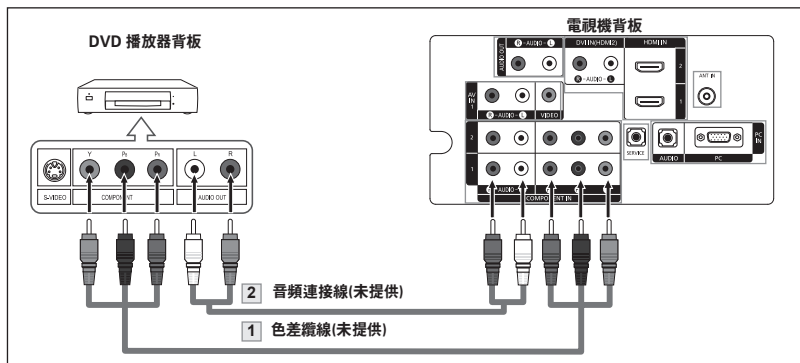 DVD 播放器背板
電視機背板
R - AUDIO - L
AUDIO OUT
DVI IN(HDMI2)
R - AUDIO - L
HDMI IN
2
1
ANT IN
AV IN 1
R - AUDIO - L
VIDEO
2
1
AUDIO
COMPONENT IN
SERVICE
AUDIO
PC
PC IN
Y PB PR L R
S-VIDEO COMPONENT AUDIO OUT
2 音頻連接線(未提供)
1 色差纜線(未提供)